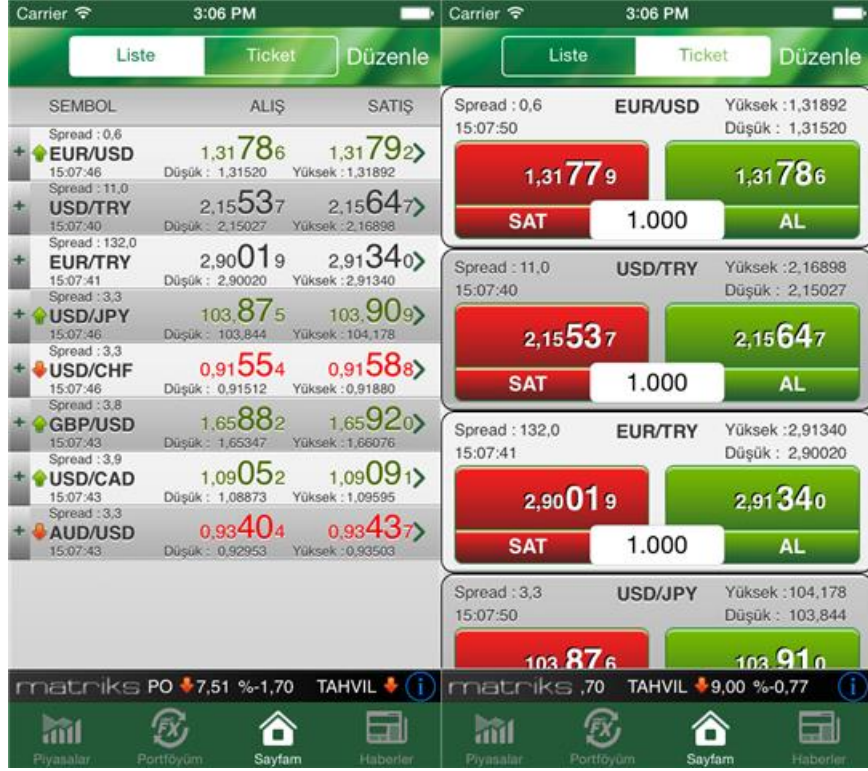 Carrier 3:06 PM
Liste Ticket Düzenle
SEMBOL ALIŞ SATIŞ
Spread : 0,6
+ EUR/USD 1,31786 1,31792
15:07:46 Düşük : 1,31520 Yüksek :1,31892
Spread : 11,0
+ USD/TRY 2,15537 2,15647
15:07:40 Düşük : 2,15027 Yüksek :2,16898
Spread : 132,0
+ EUR/TRY 2,90019 2,91340
15:07:41 Düşük : 2,90020 Yüksek :2,91340
Spread : 3,3
+ USD/JPY 103,875 103,909
15:07:46 Düşük : 103,844 Yüksek :104,178
Spread : 3,3
+ USD/CHF 0,91554 0,91588
15:07:46 Düşük : 0,91512 Yüksek :0,91880
Spread : 3,8
+ GBP/USD 1,65882 1,65920
15:07:43 Düşük : 1,65347 Yüksek :1,66076
Spread : 3,9
+ USD/CAD 1,09052 1,09091
15:07:43 Düşük : 1,08873 Yüksek :1,09595
Spread : 3,3
+ AUD/USD 0,93404 0,93437
15:07:43 Düşük : 0,92953 Yüksek :0,93503
matriks PO 7,51 %-1,70 TAHVIL i
Piyasalar Portföyüm Sayfam Haberler
Carrier 3:06 PM
Liste Ticket Düzenle
Spread : 0,6 EUR/USD Yüksek :1,31892
15:07:50 Düşük : 1,31520
1,31779 1,31786
SAT 1.000 AL
Spread : 11,0 USD/TRY Yüksek :2,16898
15:07:40 Düşük : 2,15027
2,15537 2,15647
SAT 1.000 AL
Spread : 132,0 EUR/TRY Yüksek :2,91340
15:07:41 Düşük : 2,90020
2,90019 2,91340
SAT 1.000 AL
Spread : 3,3 USD/JPY Yüksek :104,178
15:07:50 Düşük : 103,844
103,876 103,910
matriks ,70 TAHVIL 9,00 %-0,77 i
Piyasalar Portföyüm Sayfam Haberler